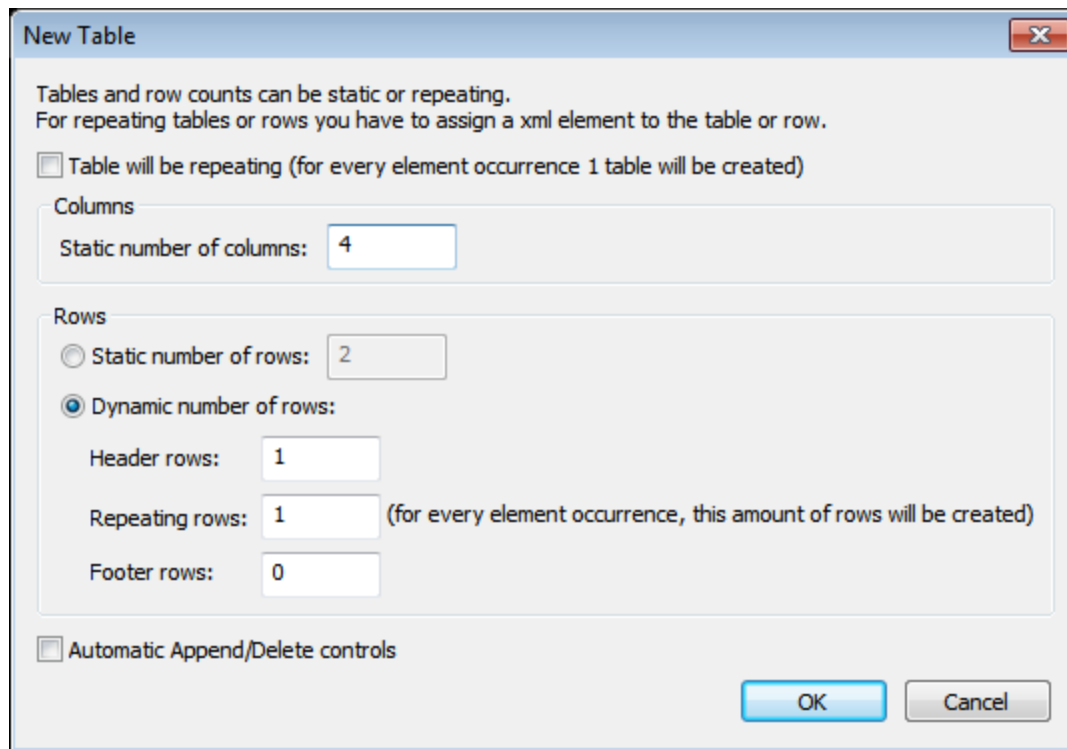 New Table
Tables and row counts can be static or repeating.
For repeating tables or rows you have to assign a xml element to the table or row.
Table will be repeating (for every element occurrence 1 table will be created)
Columns
Static number of columns: 4
Rows
Static number of rows: 2
Dynamic number of rows:
Header rows: 1
Repeating rows: 1 (for every element occurrence, this amount of rows will be created)
Footer rows: 0
Automatic Append/Delete controls
OK Cancel